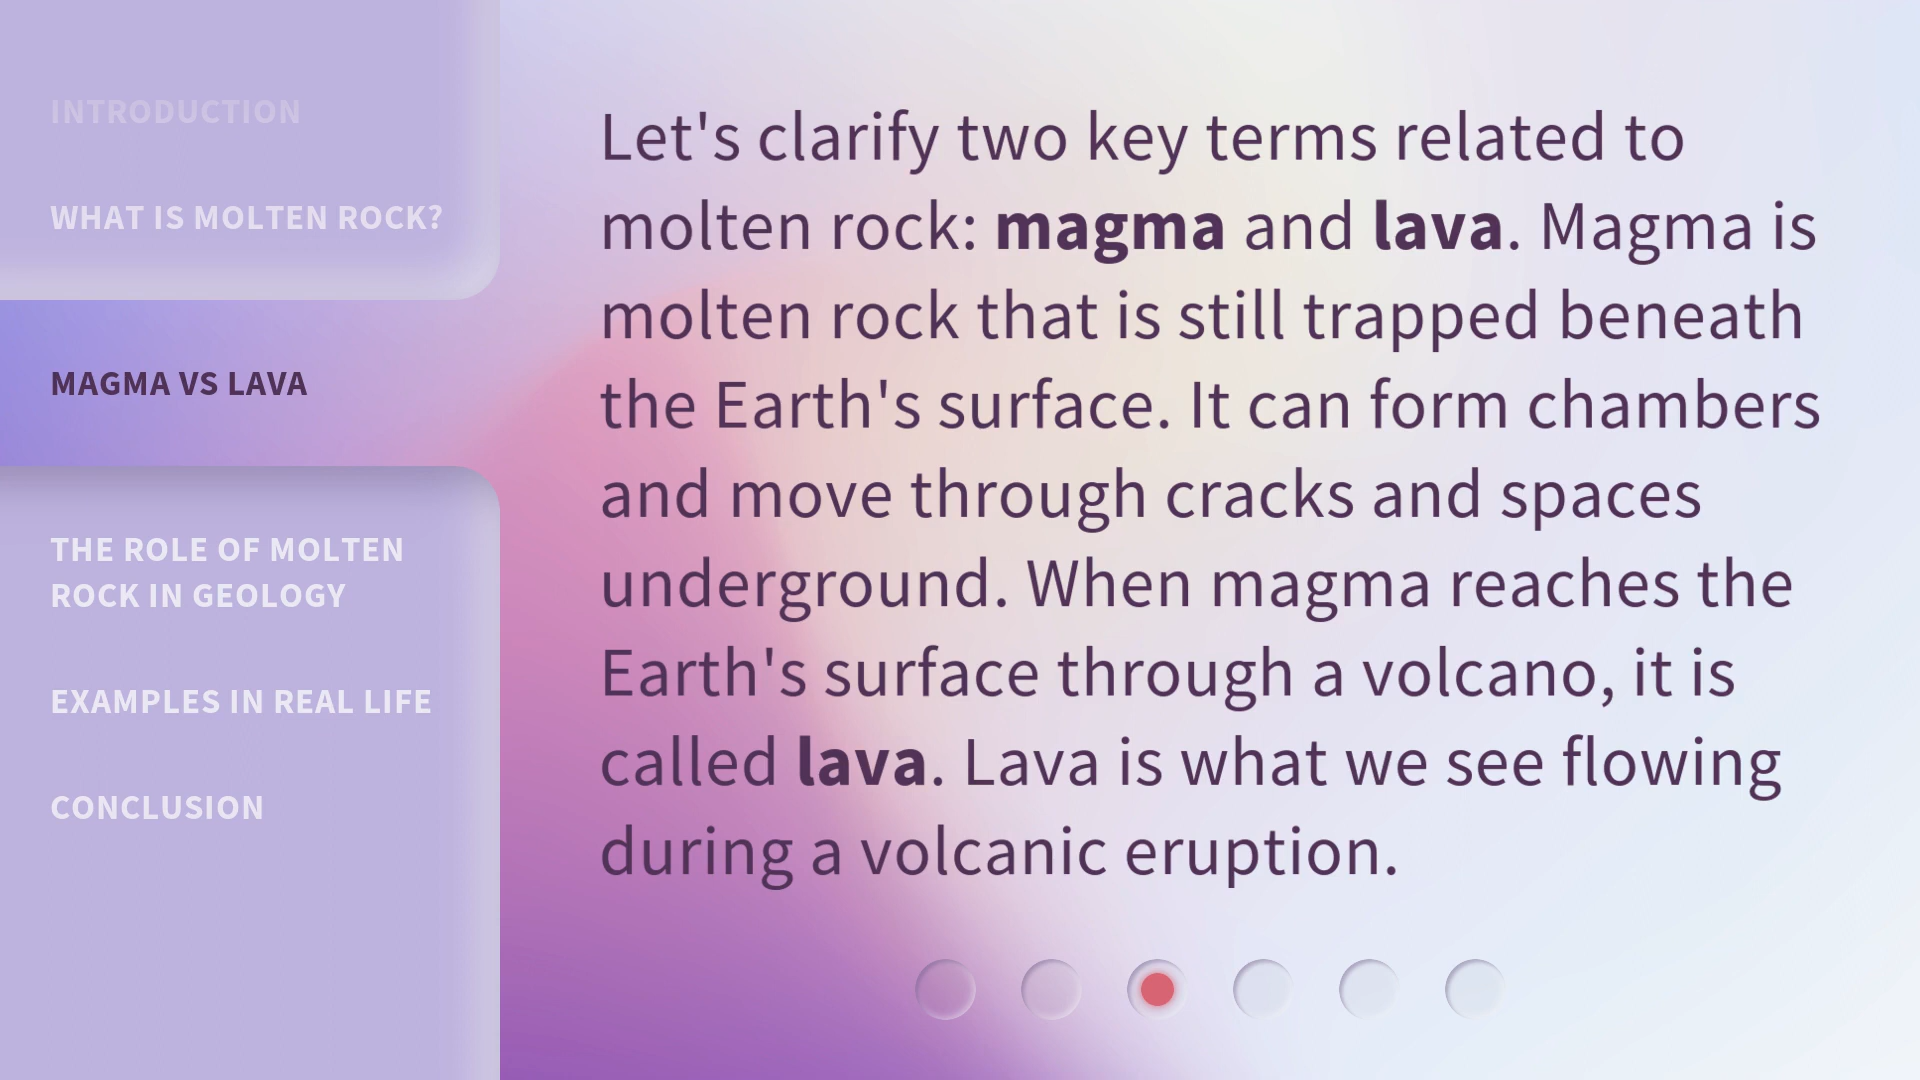 INTRODUCTION
WHAT IS MOLTEN ROCK?
MAGMA VS LAVA
THE ROLE OF MOLTEN
ROCK IN GEOLOGY
EXAMPLES IN REAL LIFE
CONCLUSION
Let's clarify two key terms related to
molten rock: magma and lava. Magma is
molten rock that is still trapped beneath
the Earth's surface. It can form chambers
and move through cracks and spaces
underground. When magma reaches the
Earth's surface through a volcano, it is
called lava. Lava is what we see flowing
during a volcanic eruption.